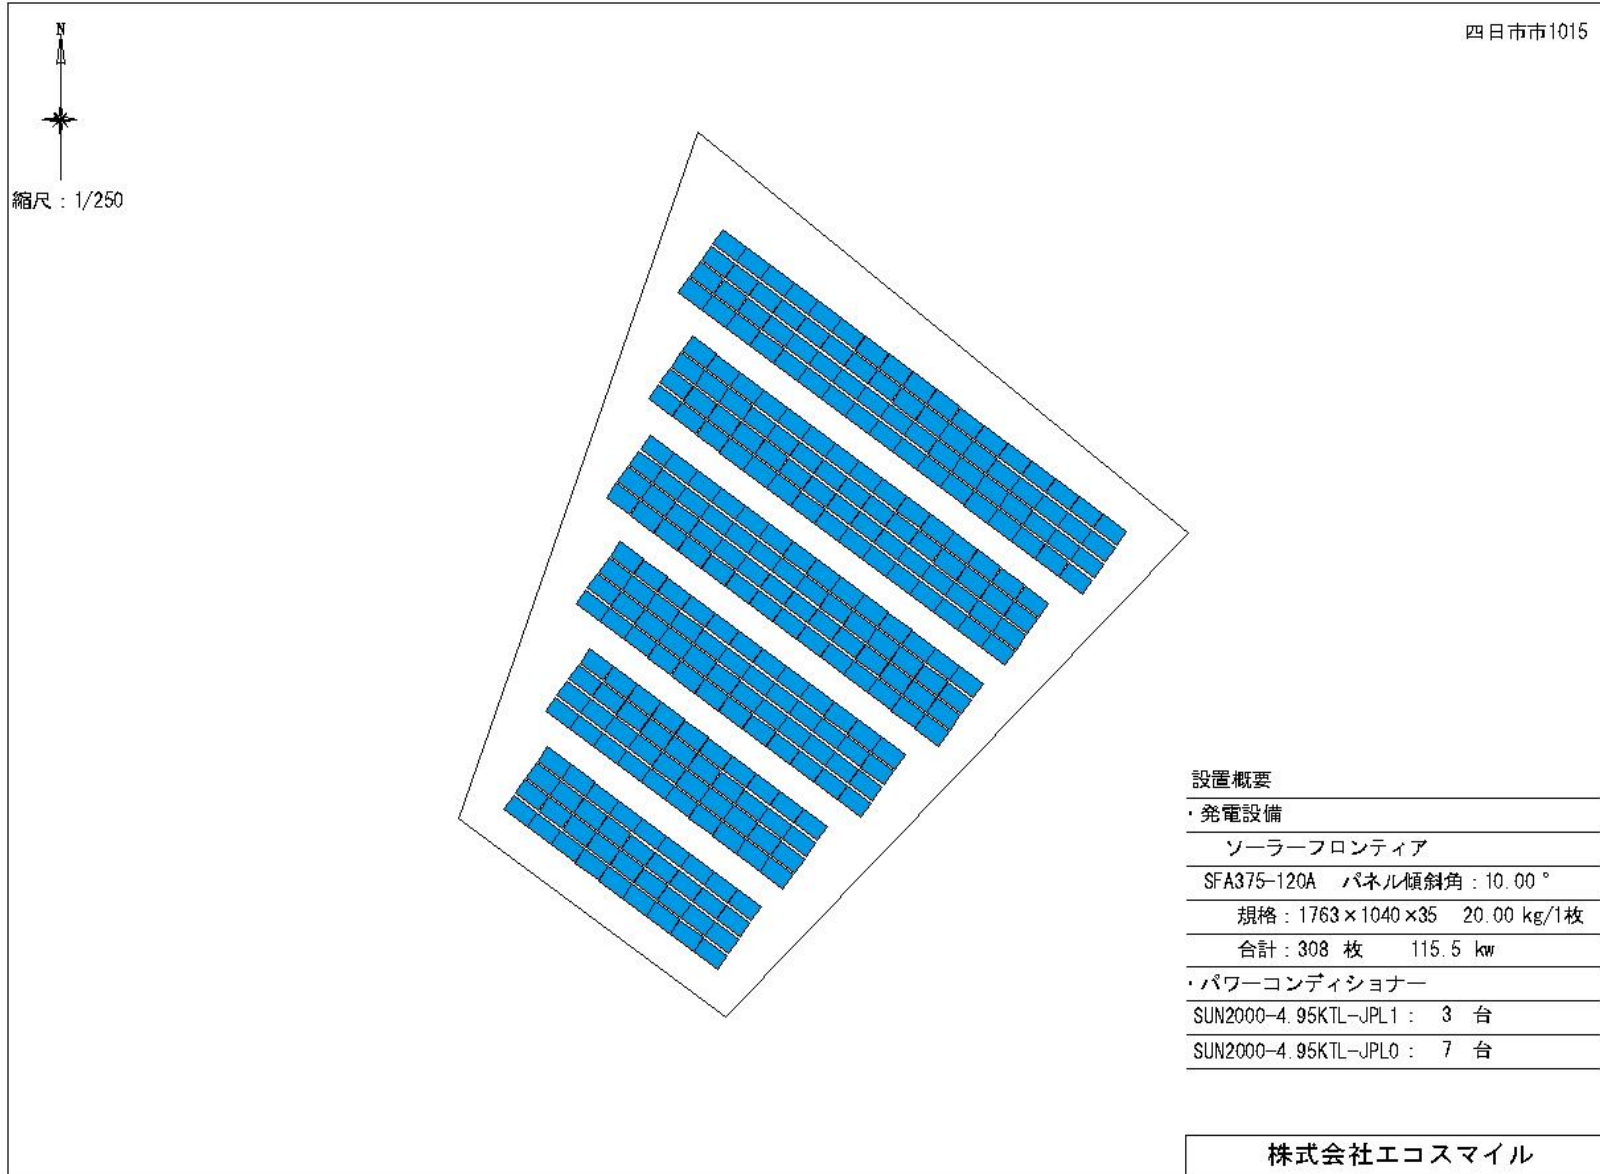 N
四日市市1015
縮尺：1/250
設置概要
・発電設備
ソーラーフロンティア
SFA375-120A パネル傾斜角：10.00°
規格：1763×1040×35 20.00 kg/1枚
合計：308 枚 115.5 kw
・パワーコンディショナー
SUN2000-4.95KTL-JPL1： 3 台
SUN2000-4.95KTL-JPL0： 7 台
株式会社エコスマイル